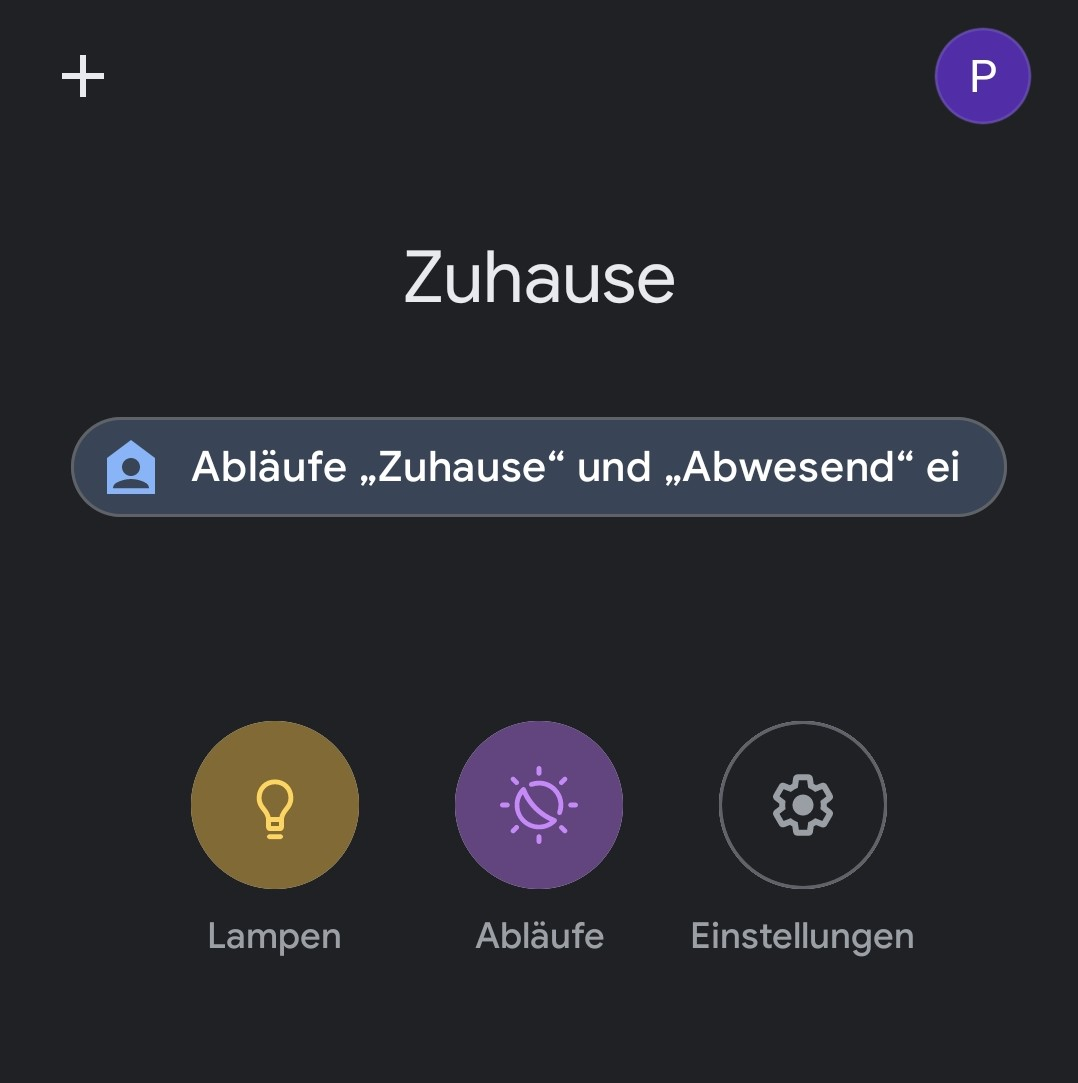 P
Zuhause
Abläufe „Zuhause“ und „Abwesend“ ei
Lampen
Abläufe
Einstellungen